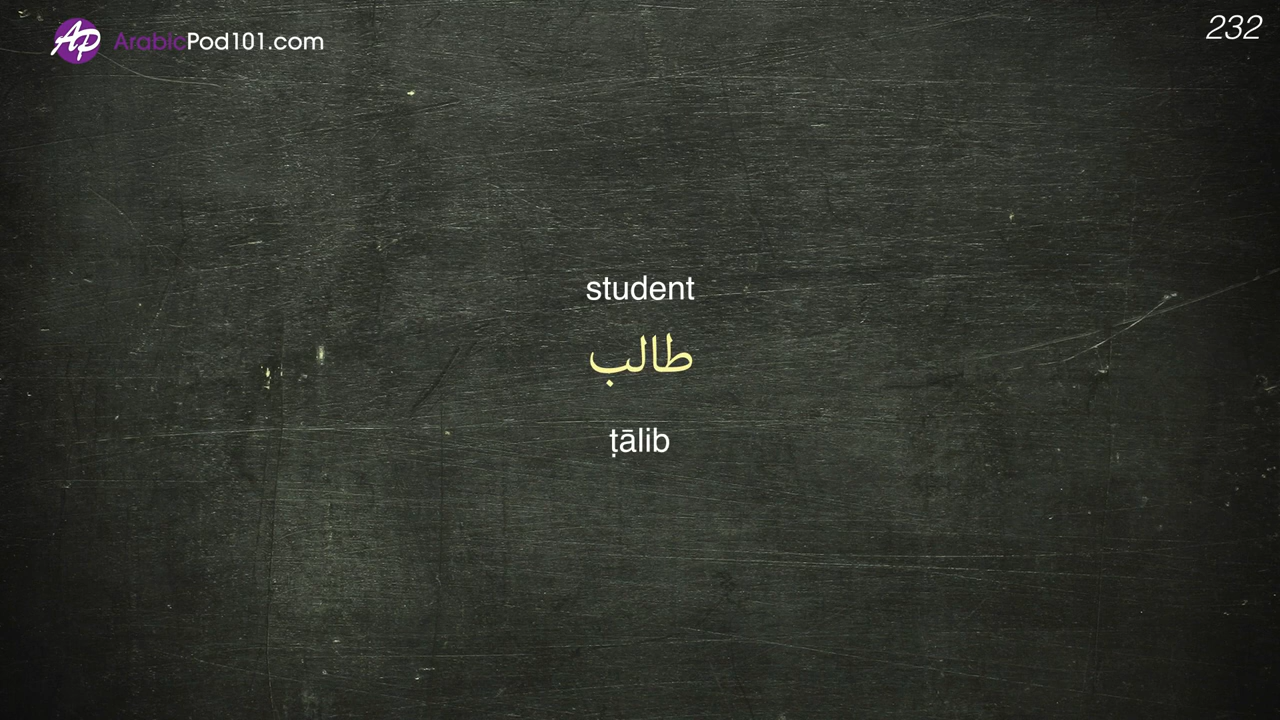 ArabicPod101.com
232
student
طالب
ṭālib